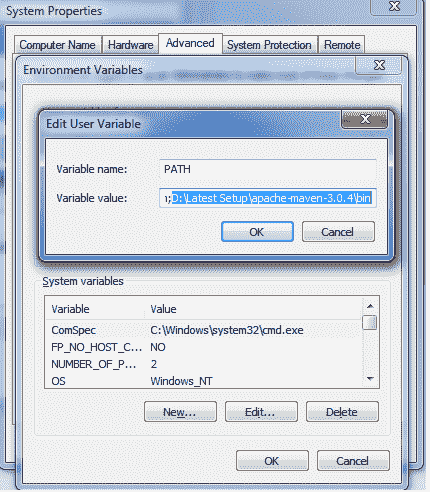 System Properties
Computer Name Hardware Advanced System Protection Remote
Environment Variables
Edit User Variable
Variable name: PATH
Variable value: ;D:\Latest Setup\apache-maven-3.0.4\bin
OK Cancel
System variables
Variable Value
ComSpec C:\Windows\system32\cmd.exe
FP_NO_HOST_C... NO
NUMBER_OF_P... 2
OS Windows_NT
New... Edit... Delete
OK Cancel